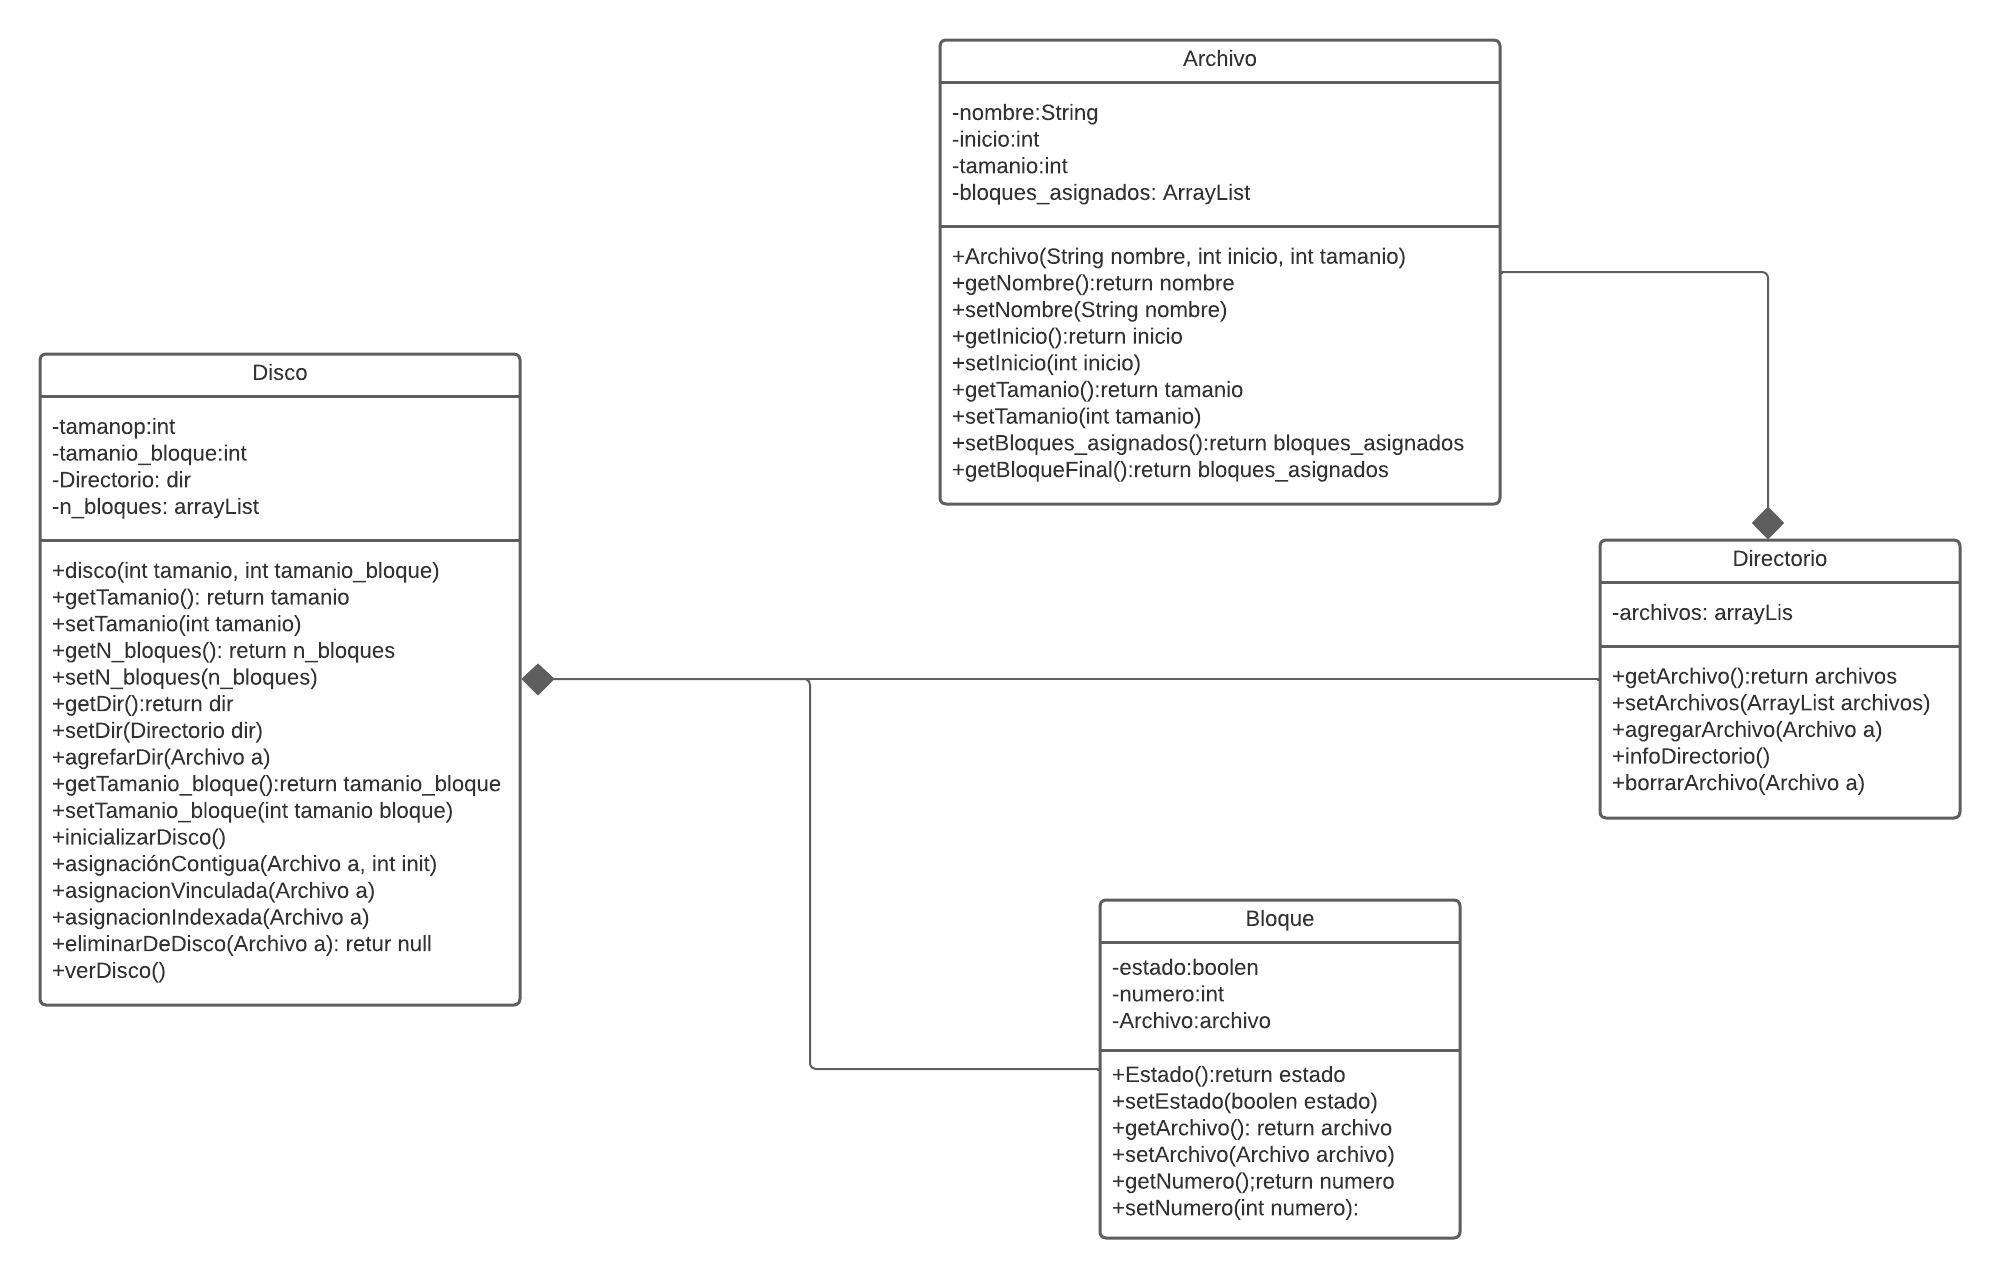 Archivo
-nombre:String
-inicio:int
-tamanio:int
-bloques_asignados: ArrayList
+Archivo(String nombre, int inicio, int tamanio)
+getNombre():return nombre
+setNombre(String nombre)
+getInicio():return inicio
+setInicio(int inicio)
+getTamanio():return tamanio
+setTamanio(int tamanio)
+setBloques_asignados():return bloques_asignados
+getBloqueFinal():return bloques_asignados
Disco
-tamanop:int
-tamanio_bloque:int
-Directorio: dir
-n_bloques: arrayList
+disco(int tamanio, int tamanio_bloque)
+getTamanio(): return tamanio
+setTamanio(int tamanio)
+getN_bloques(): return n_bloques
+setN_bloques(n_bloques)
+getDir():return dir
+setDir(Directorio dir)
+agrefarDir(Archivo a)
+getTamanio_bloque():return tamanio_bloque
+setTamanio_bloque(int tamanio bloque)
+inicializarDisco()
+asignaciónContigua(Archivo a, int init)
+asignacionVinculada(Archivo a)
+asignacionIndexada(Archivo a)
+eliminarDeDisco(Archivo a): retur null
+verDisco()
Directorio
-archivos: arrayLis
+getArchivo():return archivos
+setArchivos(ArrayList archivos)
+agregarArchivo(Archivo a)
+infoDirectorio()
+borrarArchivo(Archivo a)
Bloque
-estado:boolen
-numero:int
-Archivo:archivo
+Estado():return estado
+setEstado(boolen estado)
+getArchivo(): return archivo
+setArchivo(Archivo archivo)
+getNumero();return numero
+setNumero(int numero):